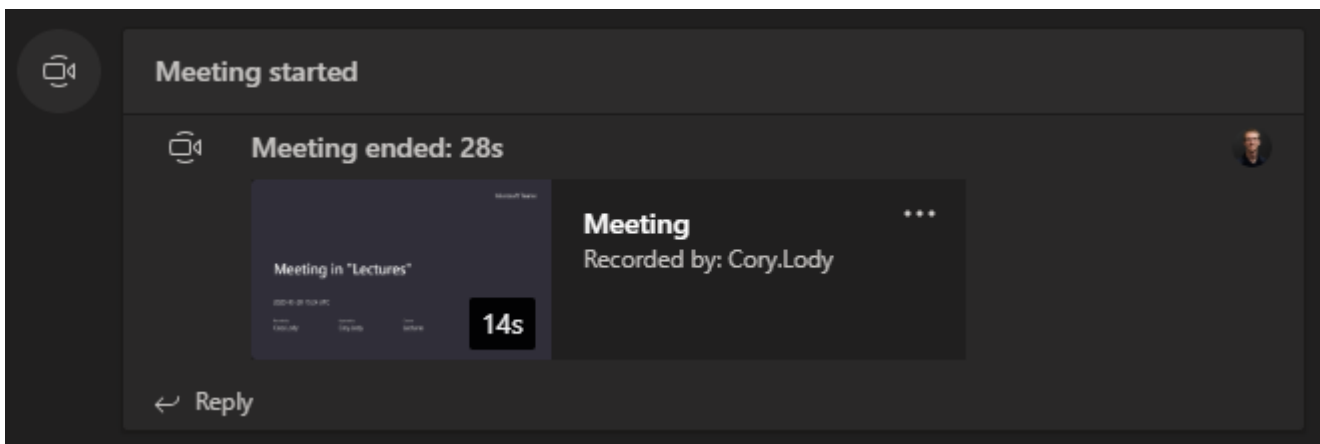 Meeting started
Meeting ended: 28s
Microsoft Teams
Meeting in "Lectures"
14s
Meeting
Recorded by: Cory.Lody
Reply